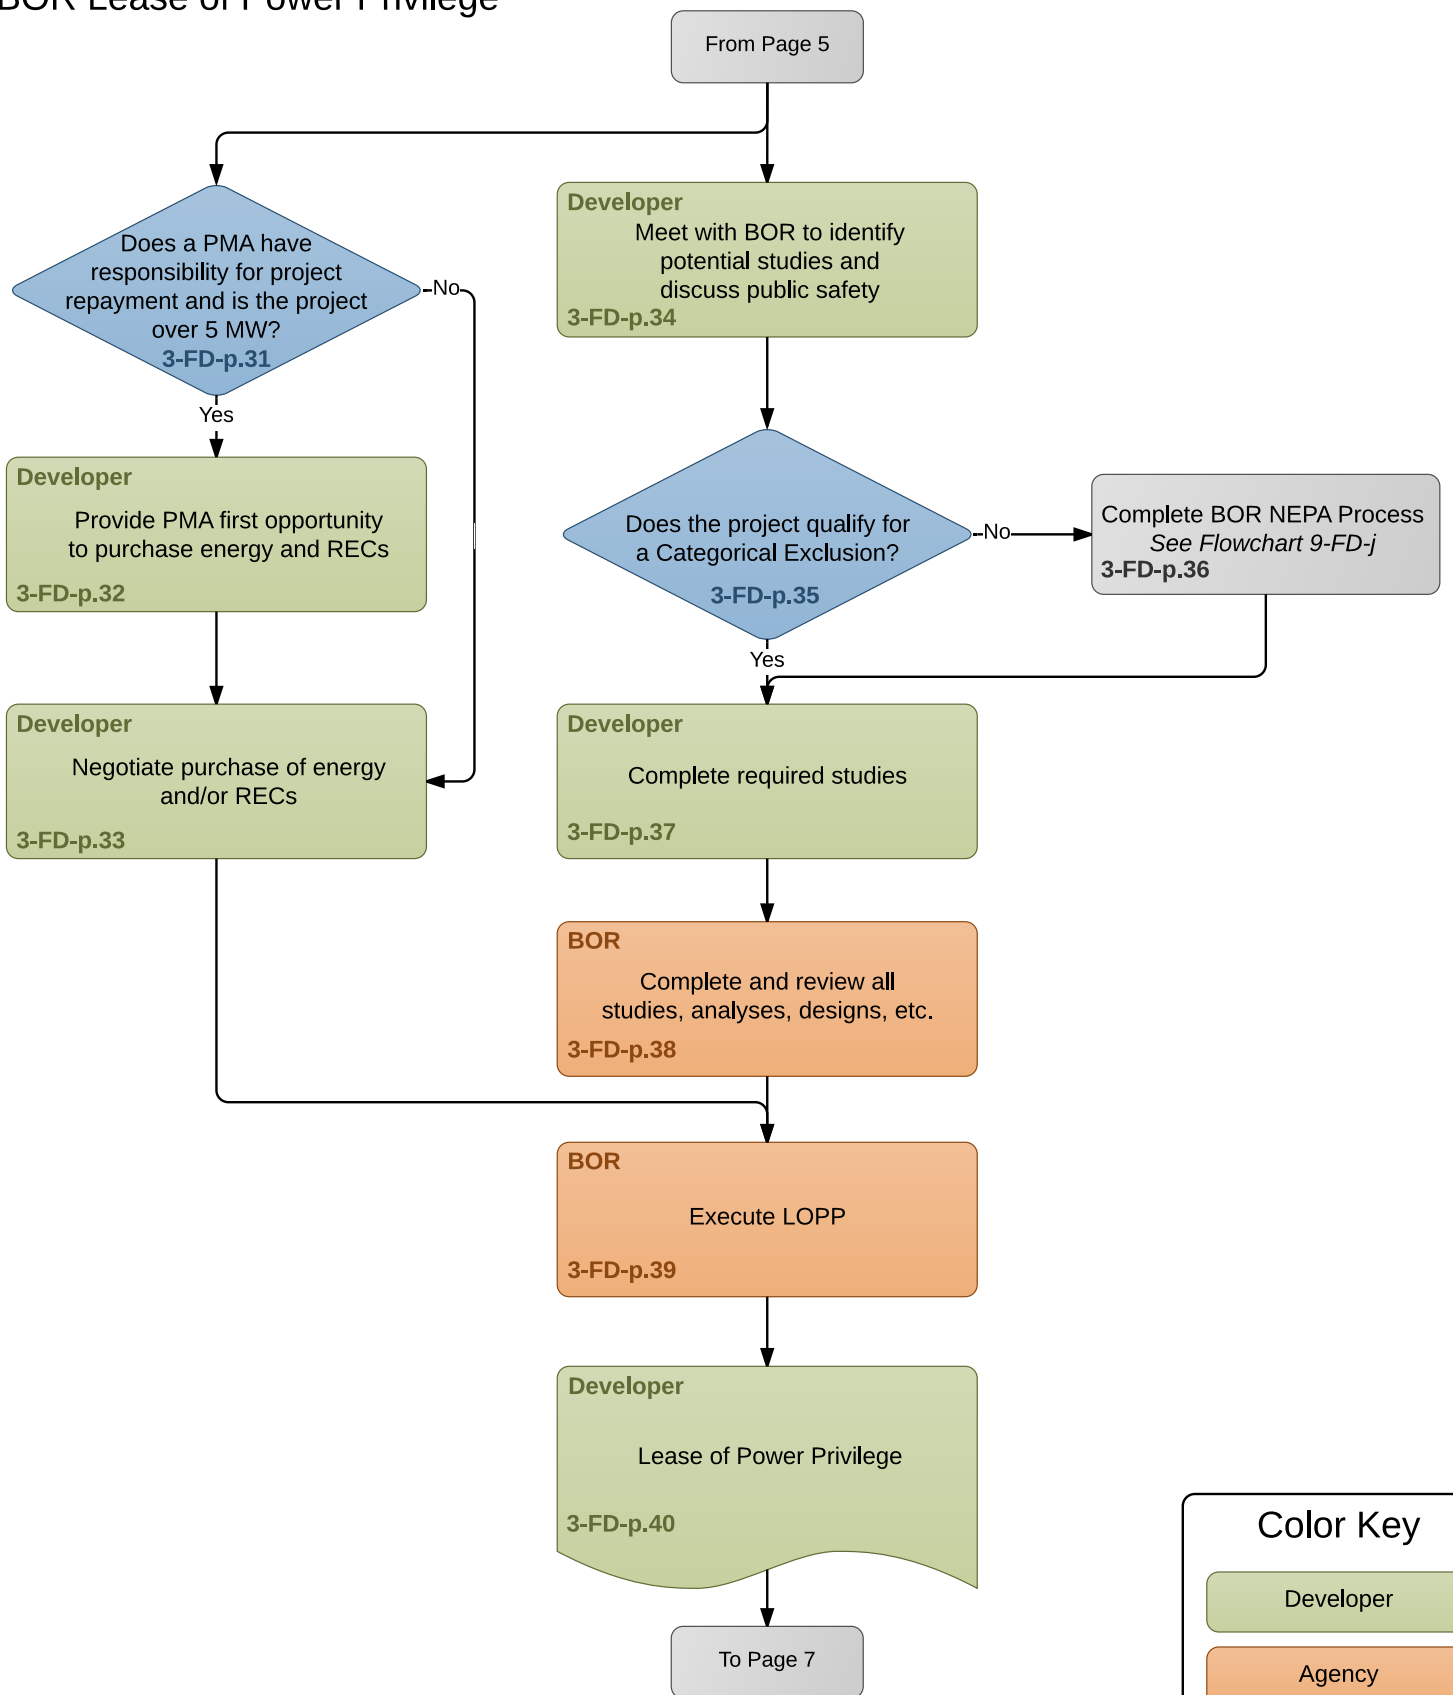 BOR Lease of Power Privilege
From Page 5
Does a PMA have
responsibility for project
repayment and is the project
over 5 MW?
3-FD-p.31
No
Yes
Developer
Provide PMA first opportunity
to purchase energy and RECs
3-FD-p.32
Developer
Negotiate purchase of energy
and/or RECs
3-FD-p.33
Developer
Meet with BOR to identify
potential studies and
discuss public safety
3-FD-p.34
Does the project qualify for
a Categorical Exclusion?
3-FD-p.35
No
Complete BOR NEPA Process
See Flowchart 9-FD-j
3-FD-p.36
Yes
Developer
Complete required studies
3-FD-p.37
BOR
Complete and review all
studies, analyses, designs, etc.
3-FD-p.38
BOR
Execute LOPP
3-FD-p.39
Developer
Lease of Power Privilege
3-FD-p.40
To Page 7
Color Key
Developer
Agency